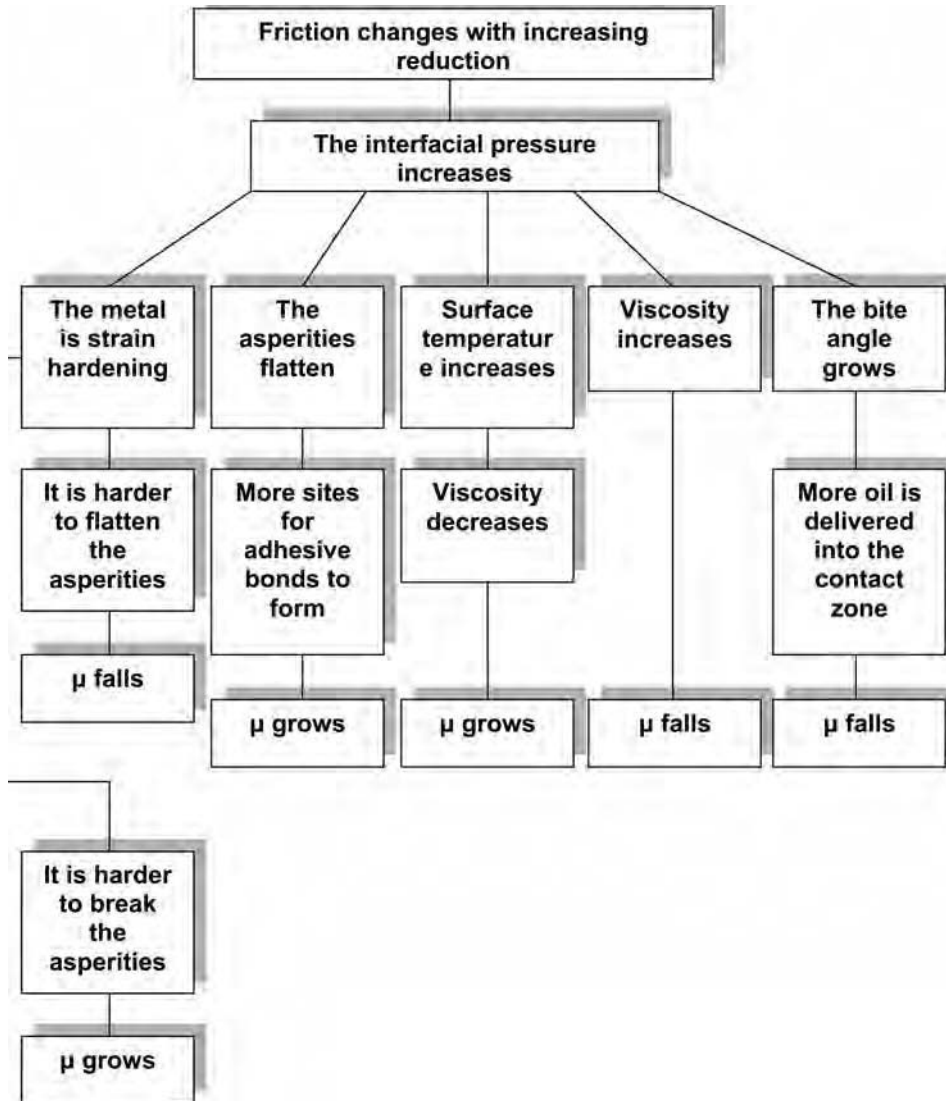 Friction changes with increasing
reduction
The interfacial pressure
increases
The metal
is strain
hardening
The
asperities
flatten
Surface
temperatur
e increases
Viscosity
increases
The bite
angle
grows
It is harder
to flatten
the
asperities
More sites
for
adhesive
bonds to
form
Viscosity
decreases
More oil is
delivered
into the
contact
zone
µ falls
µ grows
µ grows
µ falls
µ falls
It is harder
to break
the
asperities
µ grows